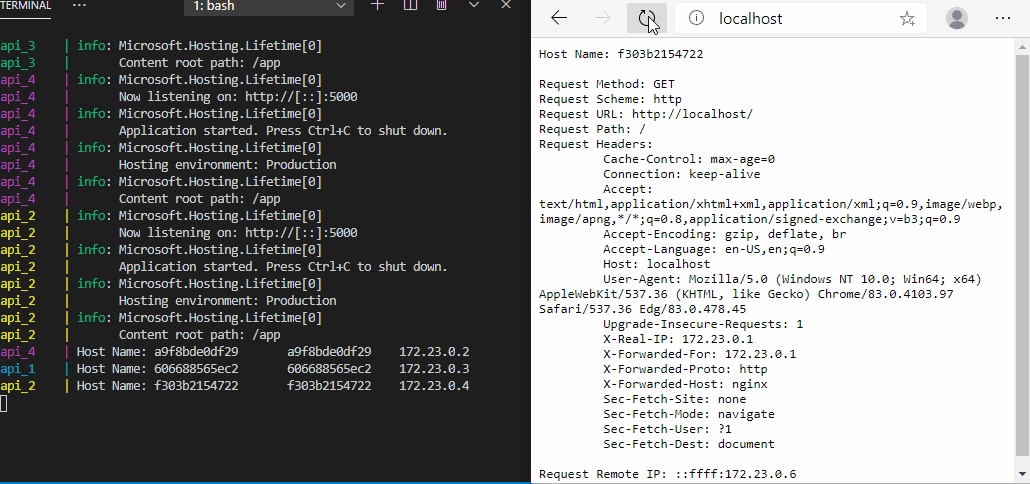 TERMINAL ··· 1: bash
api_3 | info: Microsoft.Hosting.Lifetime[0]
api_3 | Content root path: /app
api_4 | info: Microsoft.Hosting.Lifetime[0]
api_4 | Now listening on: http://[::]:5000
api_4 | info: Microsoft.Hosting.Lifetime[0]
api_4 | Application started. Press Ctrl+C to shut down.
api_4 | info: Microsoft.Hosting.Lifetime[0]
api_4 | Hosting environment: Production
api_4 | info: Microsoft.Hosting.Lifetime[0]
api_4 | Content root path: /app
api_2 | info: Microsoft.Hosting.Lifetime[0]
api_2 | Now listening on: http://[::]:5000
api_2 | info: Microsoft.Hosting.Lifetime[0]
api_2 | Application started. Press Ctrl+C to shut down.
api_2 | info: Microsoft.Hosting.Lifetime[0]
api_2 | Hosting environment: Production
api_2 | info: Microsoft.Hosting.Lifetime[0]
api_2 | Content root path: /app
api_4 | Host Name: a9f8bde0df29 a9f8bde0df29 172.23.0.2
api_1 | Host Name: 606688565ec2 606688565ec2 172.23.0.3
api_2 | Host Name: f303b2154722 f303b2154722 172.23.0.4
localhost
Host Name: f303b2154722
Request Method: GET
Request Scheme: http
Request URL: http://localhost/
Request Path: /
Request Headers:
Cache-Control: max-age=0
Connection: keep-alive
Accept:
text/html,application/xhtml+xml,application/xml;q=0.9,image/webp,
image/apng,*/*;q=0.8,application/signed-exchange;v=b3;q=0.9
Accept-Encoding: gzip, deflate, br
Accept-Language: en-US,en;q=0.9
Host: localhost
User-Agent: Mozilla/5.0 (Windows NT 10.0; Win64; x64)
AppleWebKit/537.36 (KHTML, like Gecko) Chrome/83.0.4103.97
Safari/537.36 Edg/83.0.478.45
Upgrade-Insecure-Requests: 1
X-Real-IP: 172.23.0.1
X-Forwarded-For: 172.23.0.1
X-Forwarded-Proto: http
X-Forwarded-Host: nginx
Sec-Fetch-Site: none
Sec-Fetch-Mode: navigate
Sec-Fetch-User: ?1
Sec-Fetch-Dest: document
Request Remote IP: ::ffff:172.23.0.6